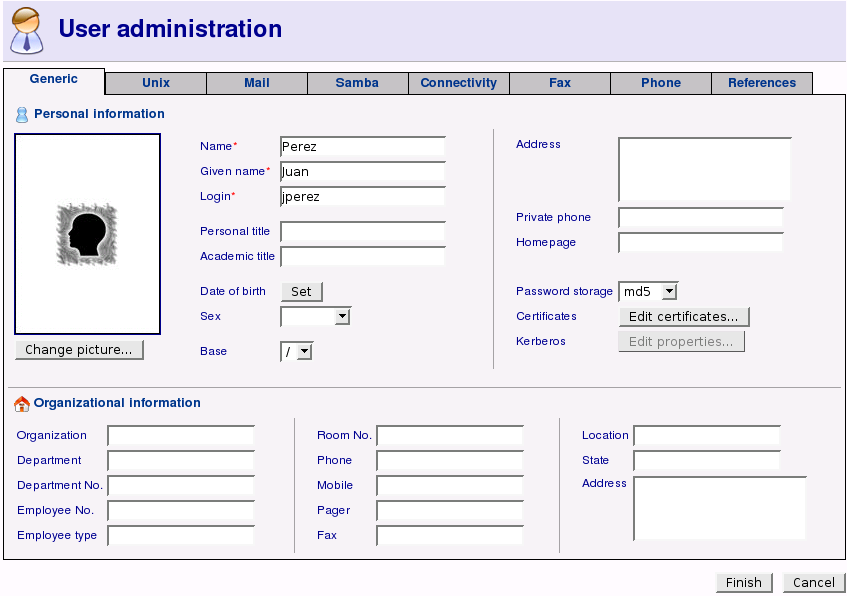 User administration
Generic Unix Mail Samba Connectivity Fax Phone References
Personal information
Name* Perez
Given name* Juan
Login* jperez
Personal title
Academic title
Date of birth Set
Sex
Base /
Change picture...
Address
Private phone
Homepage
Password storage md5
Certificates Edit certificates...
Kerberos Edit properties...
Organizational information
Organization
Department
Department No.
Employee No.
Employee type
Room No.
Phone
Mobile
Pager
Fax
Location
State
Address
Finish Cancel